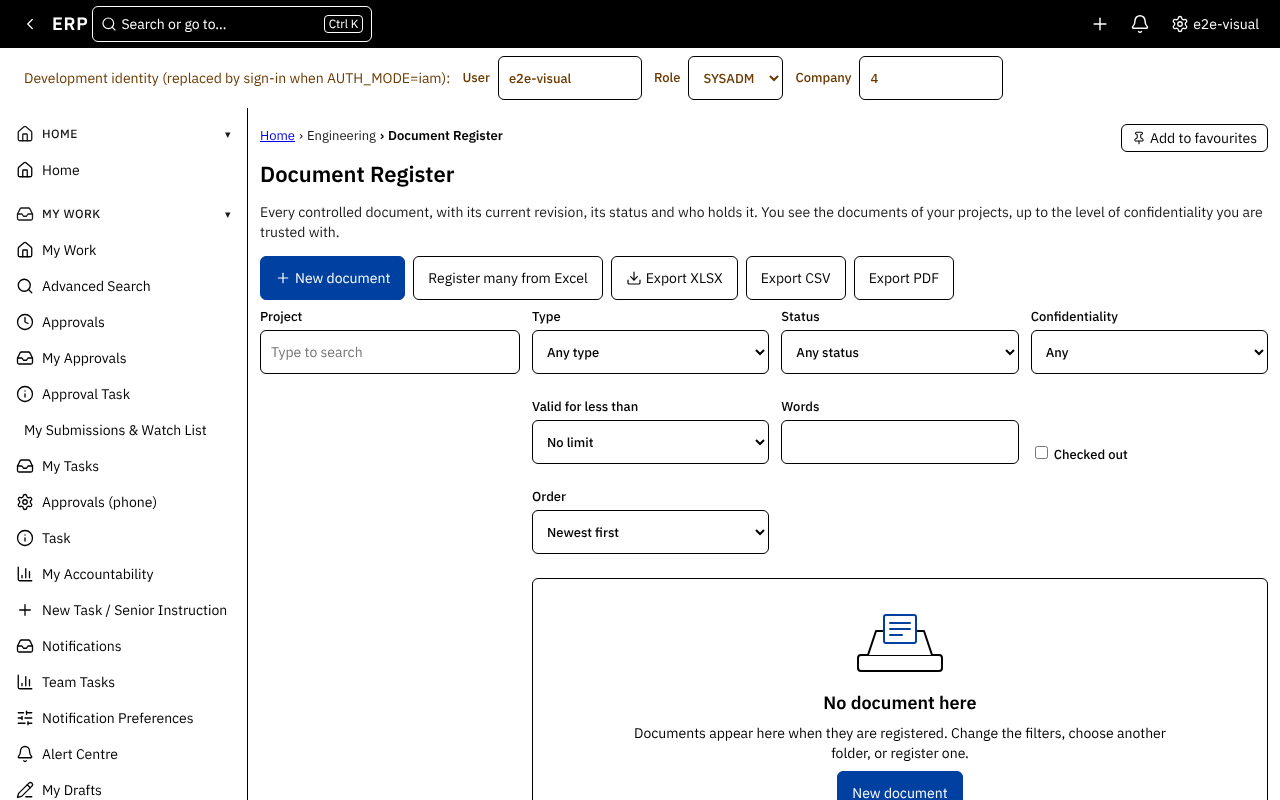 ERP
Search or go to...
Ctrl K
e2e-visual
Development identity (replaced by sign-in when AUTH_MODE=iam):
User
e2e-visual
Role
SYSADM
Company
4
HOME
Home
MY WORK
My Work
Advanced Search
Approvals
My Approvals
Approval Task
My Submissions & Watch List
My Tasks
Approvals (phone)
Task
My Accountability
New Task / Senior Instruction
Notifications
Team Tasks
Notification Preferences
Alert Centre
My Drafts
Home › Engineering › Document Register
Add to favourites
Document Register
Every controlled document, with its current revision, its status and who holds it. You see the documents of your projects, up to the level of confidentiality you are
trusted with.
New document
Register many from Excel
Export XLSX
Export CSV
Export PDF
Project
Type to search
Type
Any type
Status
Any status
Confidentiality
Any
Valid for less than
No limit
Words
Checked out
Order
Newest first
No document here
Documents appear here when they are registered. Change the filters, choose another
folder, or register one.
New document